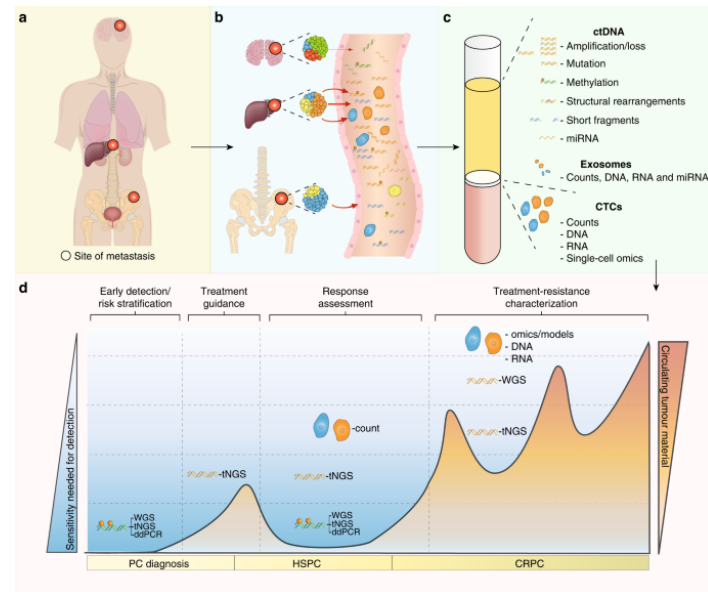 a
Site of metastasis
b
c
ctDNA
- Amplification/loss
- Mutation
- Methylation
- Structural rearrangements
- Short fragments
- miRNA
Exosomes
- Counts, DNA, RNA and miRNA
CTCs
- Counts
- DNA
- RNA
- Single-cell omics
d
Early detection/
risk stratification
Treatment
guidance
Response
assessment
Treatment-resistance
characterization
Sensitivity needed for detection
Circulating tumour material
- omics/models
- DNA
- RNA
-WGS
-count
-tNGS
-tNGS
-tNGS
-WGS
-tNGS
-ddPCR
-WGS
-tNGS
-ddPCR
PC diagnosis
HSPC
CRPC